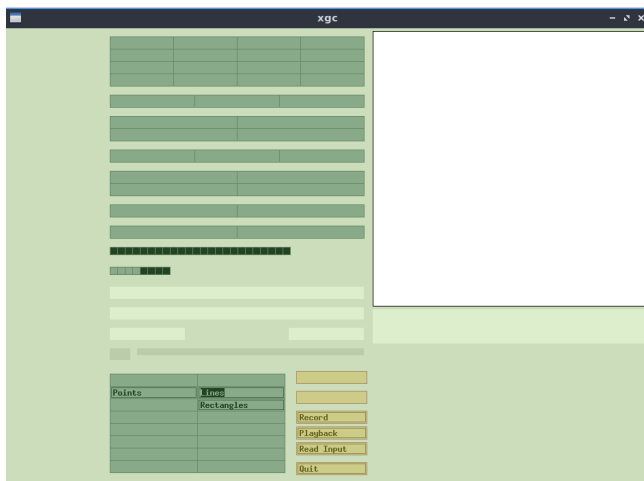 xgc
Points Lines
Rectangles
Record
Playback
Read Input
Quit